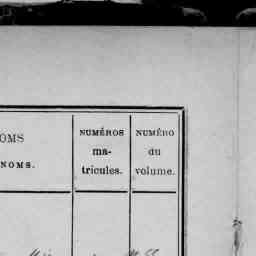 OMS
NOMS.
NUMÉROS
ma-
tricules.
NUMÉRO
du
volume.